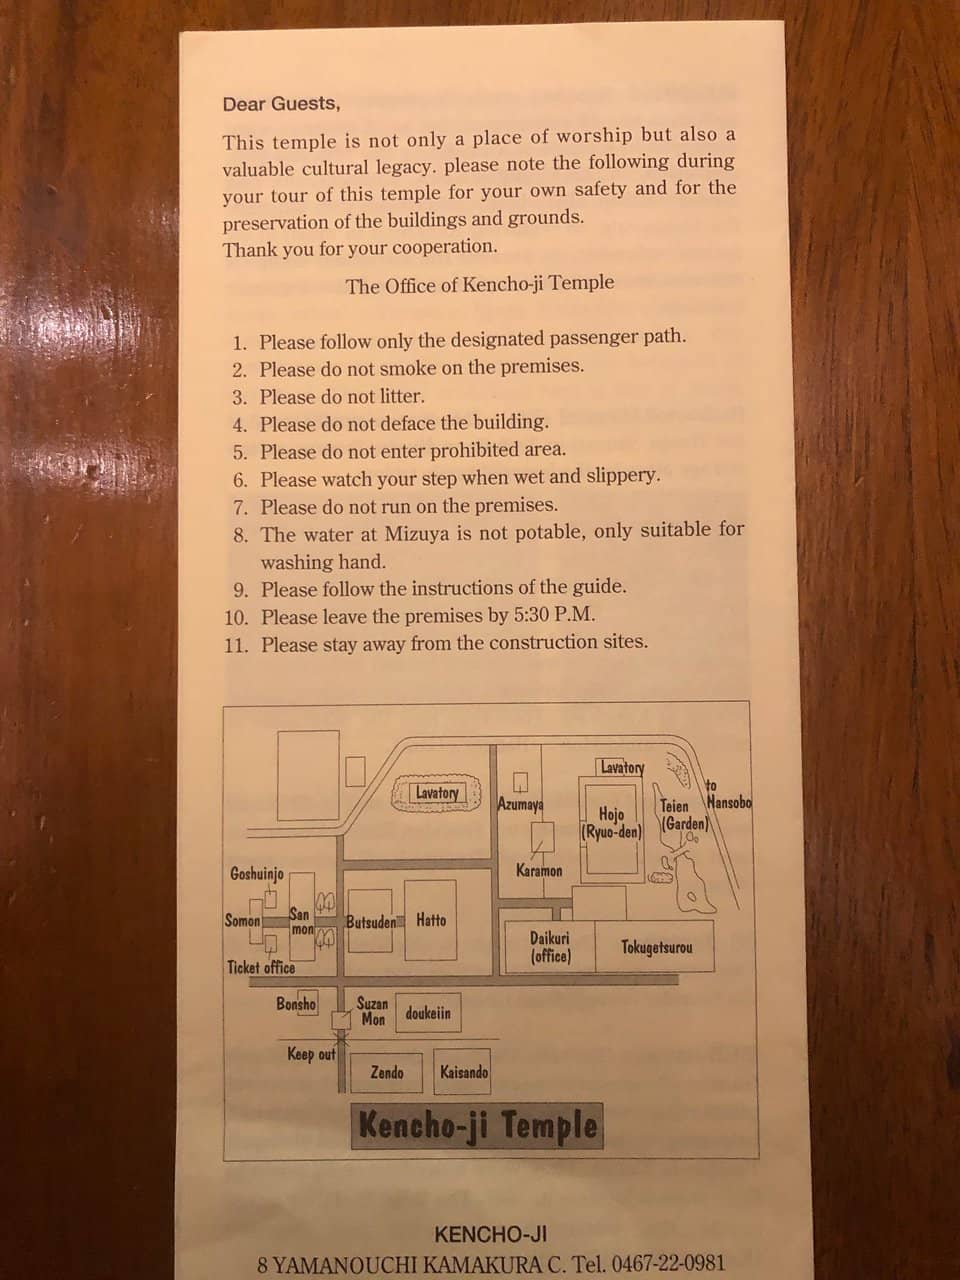 Dear Guests,
This temple is not only a place of worship but also a
valuable cultural legacy. please note the following during
your tour of this temple for your own safety and for the
preservation of the buildings and grounds.
Thank you for your cooperation.
The Office of Kencho-ji Temple
1. Please follow only the designated passenger path.
2. Please do not smoke on the premises.
3. Please do not litter.
4. Please do not deface the building.
5. Please do not enter prohibited area.
6. Please watch your step when wet and slippery.
7. Please do not run on the premises.
8. The water at Mizuya is not potable, only suitable for
washing hand.
9. Please follow the instructions of the guide.
10. Please leave the premises by 5:30 P.M.
11. Please stay away from the construction sites.
Lavatory
Lavatory
Azumaya
Hojo
(Ryuo-den)
Teien
(Garden)
to
Hansobo
Karamon
Goshuinjo
Somon
San
mon
Butsuden
Hatto
Daikuri
(office)
Tokugetsurou
Ticket office
Bonsho
Suzan
Mon
doukeiin
Keep out
Zendo
Kaisando
Kencho-ji Temple
KENCHO-JI
8 YAMANOUCHI KAMAKURA C. Tel. 0467-22-0981